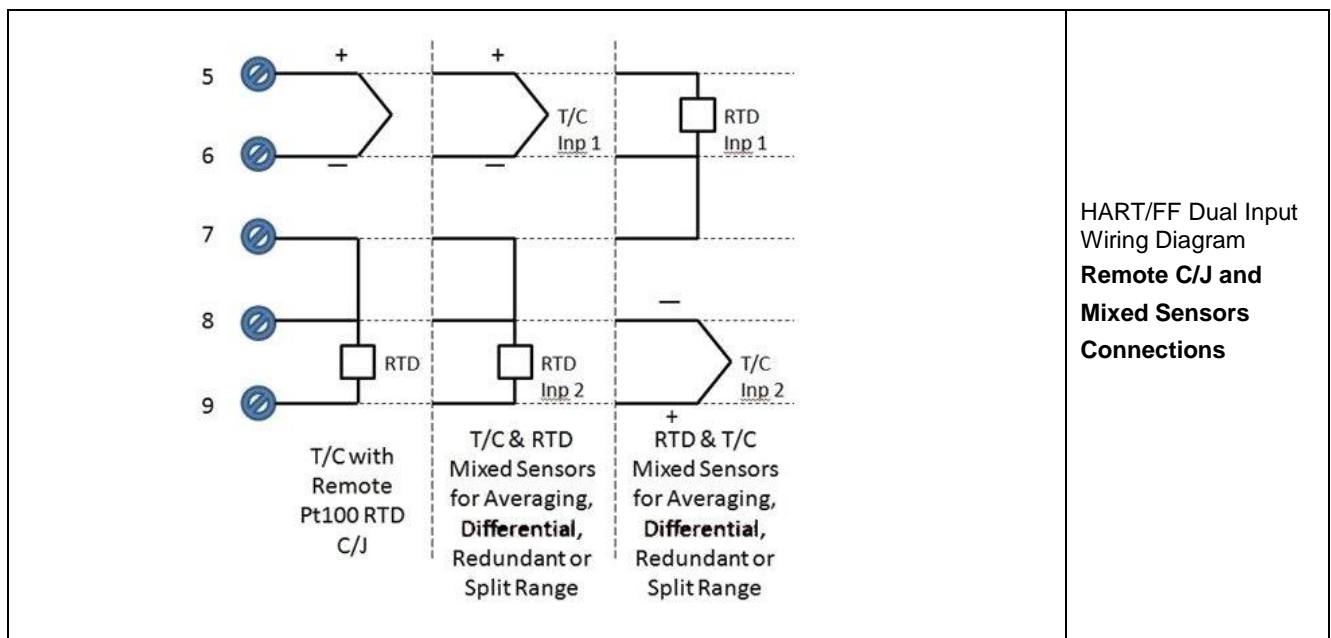 5
6
7
8
9
+
—
RTD
T/C with
Remote
Pt100 RTD
C/J
+
—
T/C
Inp 1
RTD
Inp 2
T/C & RTD
Mixed Sensors
for Averaging,
Differential,
Redundant or
Split Range
RTD
Inp 1
—
+
T/C
Inp 2
RTD & T/C
Mixed Sensors
for Averaging,
Differential,
Redundant or
Split Range
HART/FF Dual Input
Wiring Diagram
Remote C/J and
Mixed Sensors
Connections